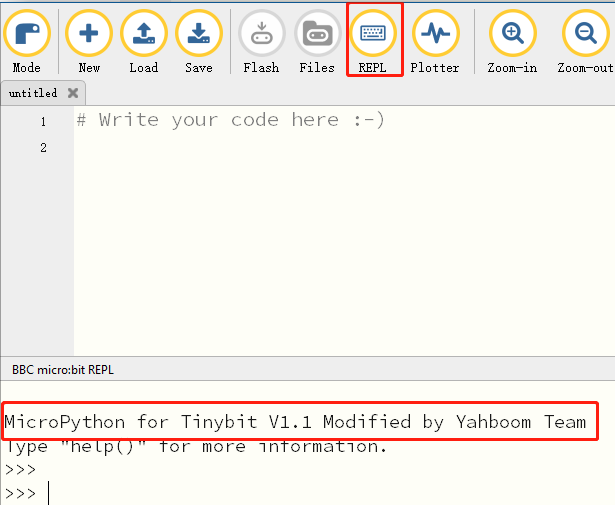 Mode New Load Save Flash Files REPL Plotter Zoom-in Zoom-out
untitled
1 # Write your code here :-)
2
BBC micro:bit REPL
MicroPython for Tinybit V1.1 Modified by Yahboom Team
Type "help()" for more information.
>>>
>>>